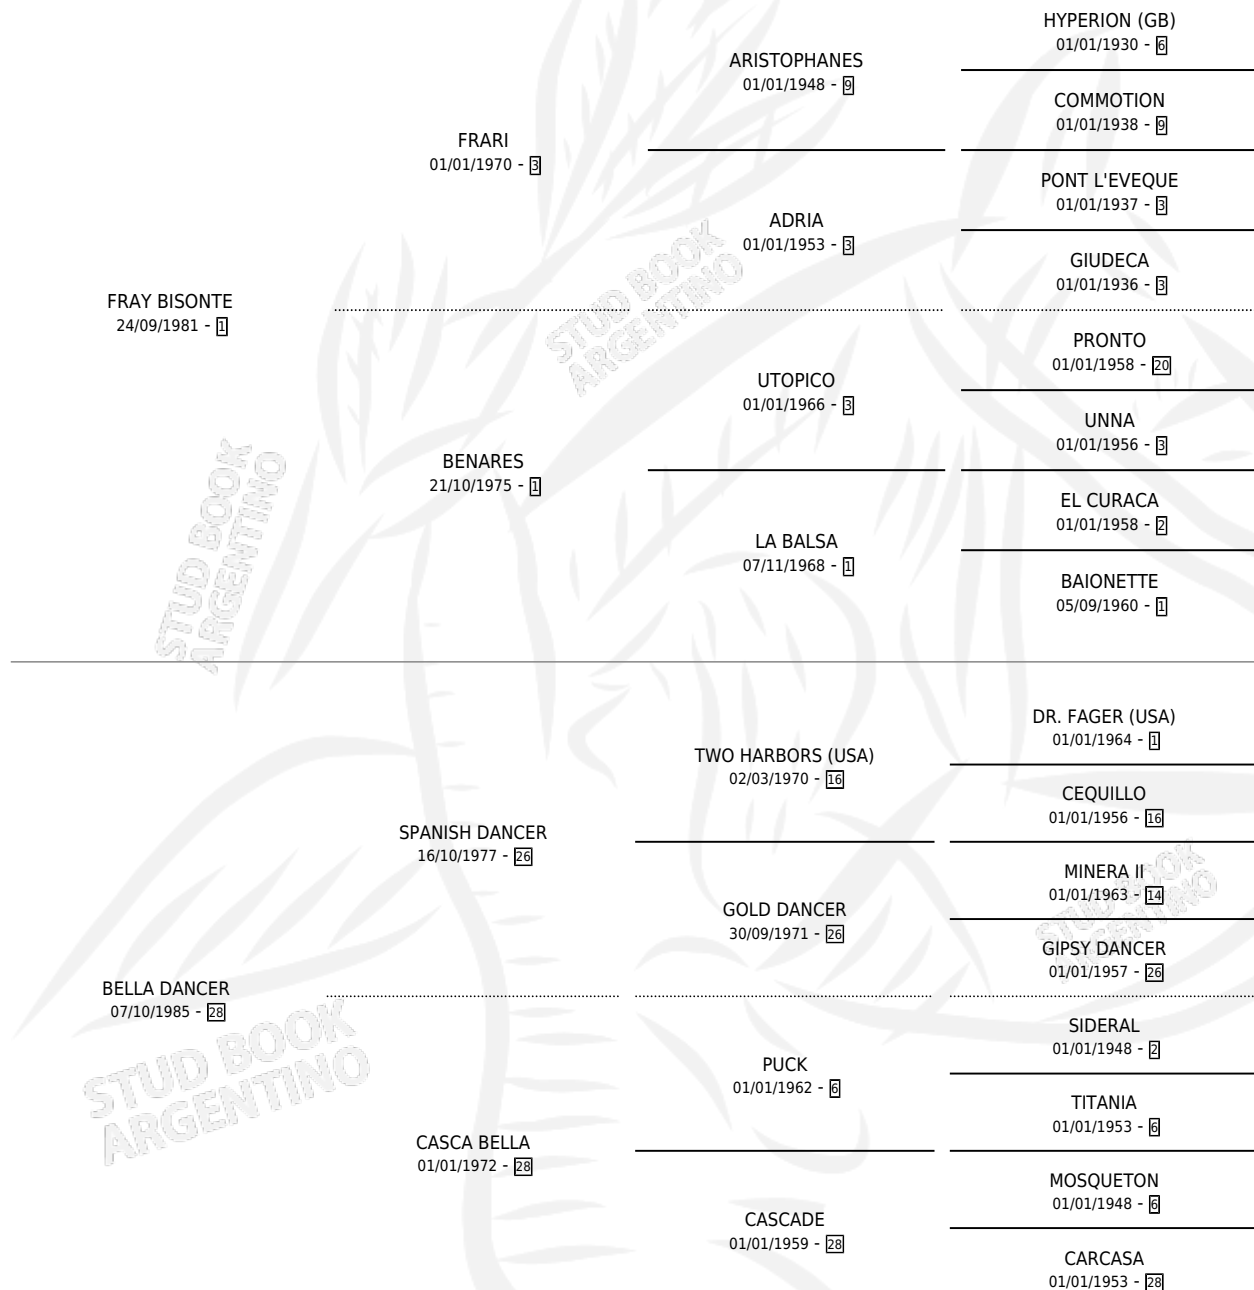 HYPERION (GB)
01/01/1930 - 6
ARISTOPHANES
01/01/1948 - 9
COMMOTION
01/01/1938 - 9
FRARI
01/01/1970 - 3
PONT L'EVEQUE
01/01/1937 - 3
ADRIA
01/01/1953 - 3
GIUDECA
01/01/1936 - 3
FRAY BISONTE
24/09/1981 - 1
PRONTO
01/01/1958 - 20
UTOPICO
01/01/1966 - 3
UNNA
01/01/1956 - 3
BENARES
21/10/1975 - 1
EL CURACA
01/01/1958 - 2
LA BALSA
07/11/1968 - 1
BAIONETTE
05/09/1960 - 1
DR. FAGER (USA)
01/01/1964 - 1
TWO HARBORS (USA)
02/03/1970 - 16
CEQUILLO
01/01/1956 - 16
SPANISH DANCER
16/10/1977 - 26
MINERA II
01/01/1963 - 14
GOLD DANCER
30/09/1971 - 26
GIPSY DANCER
01/01/1957 - 26
BELLA DANCER
07/10/1985 - 28
SIDERAL
01/01/1948 - 2
PUCK
01/01/1962 - 6
TITANIA
01/01/1953 - 6
CASCA BELLA
01/01/1972 - 28
MOSQUETON
01/01/1948 - 6
CASCADE
01/01/1959 - 28
CARCASA
01/01/1953 - 28
STUD BOOK
ARGENTINO
STUD BOOK
ARGENTINO
STUD BOOK
ARGENTINO
STUD BOOK
ARGENTINO